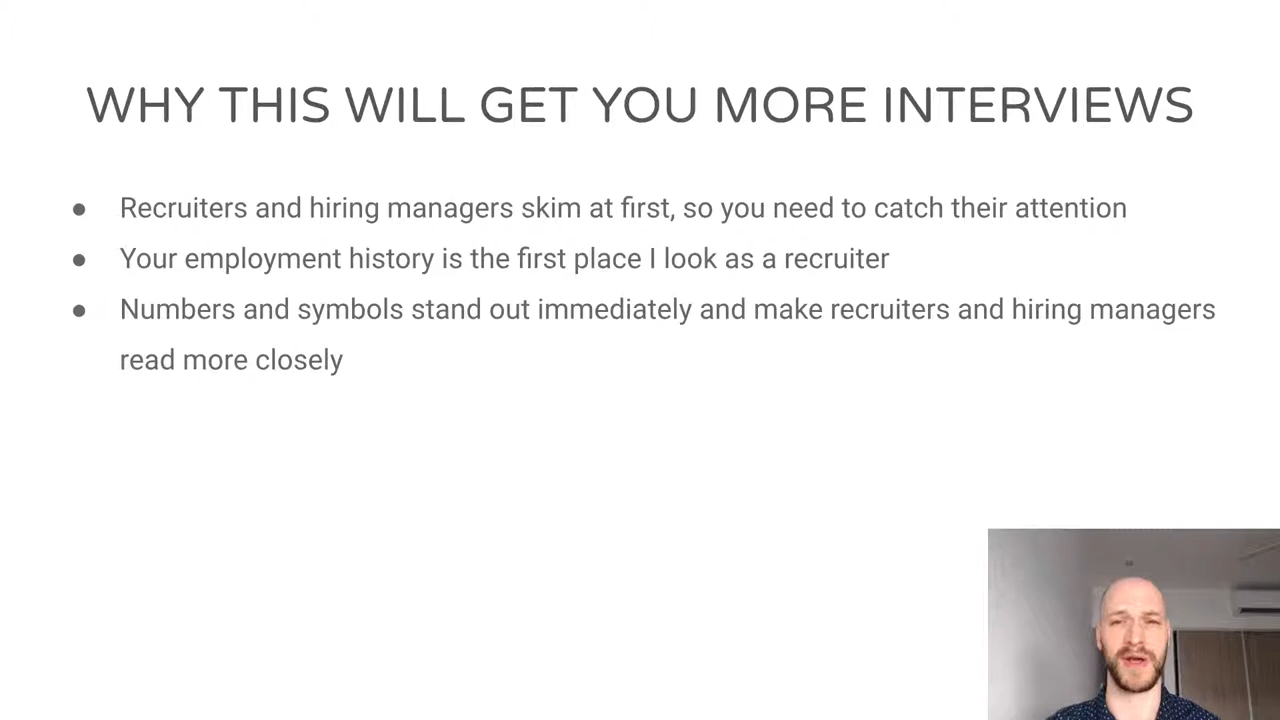 WHY THIS WILL GET YOU MORE INTERVIEWS
● Recruiters and hiring managers skim at first, so you need to catch their attention
● Your employment history is the first place I look as a recruiter
● Numbers and symbols stand out immediately and make recruiters and hiring managers
read more closely